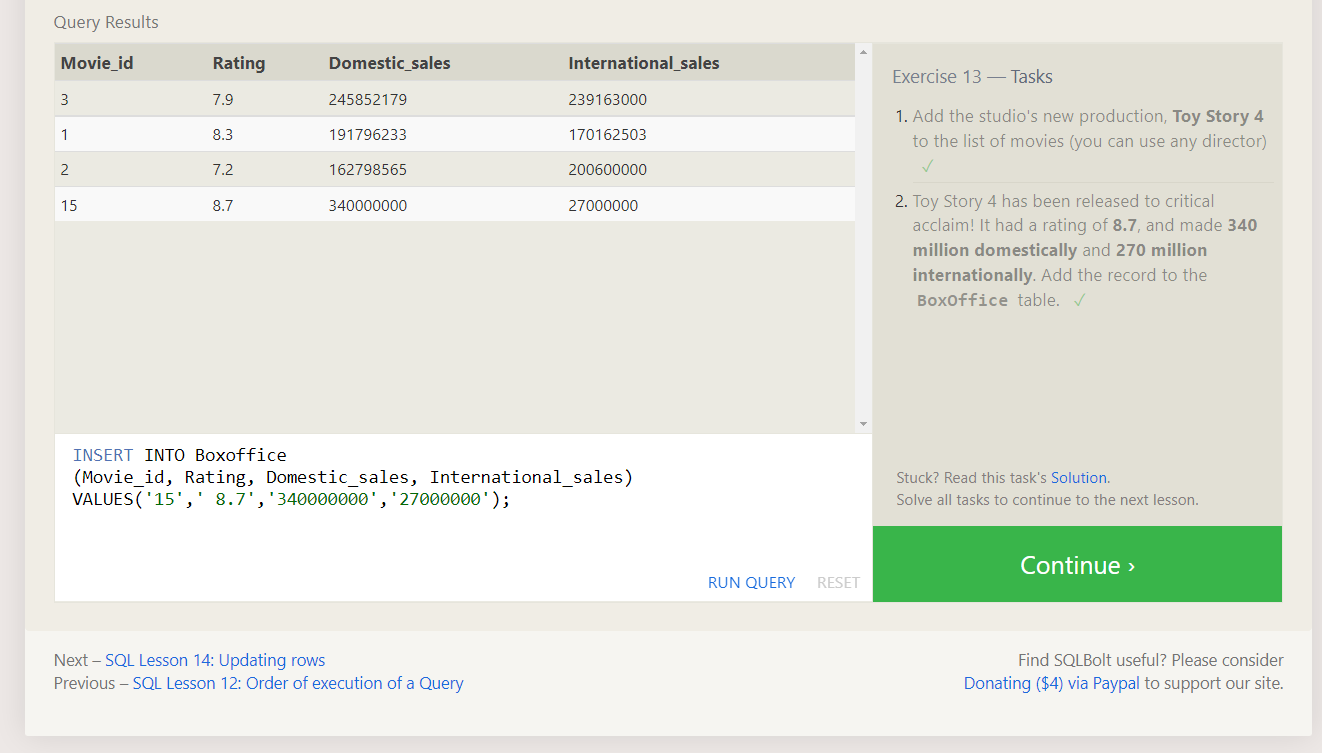 Query Results
Movie_id Rating Domestic_sales International_sales
3 7.9 245852179 239163000
1 8.3 191796233 170162503
2 7.2 162798565 200600000
15 8.7 340000000 27000000
INSERT INTO Boxoffice
(Movie_id, Rating, Domestic_sales, International_sales)
VALUES('15',' 8.7','340000000','27000000');
RUN QUERY RESET
Exercise 13 — Tasks
1. Add the studio's new production, Toy Story 4
to the list of movies (you can use any director)
✓
2. Toy Story 4 has been released to critical
acclaim! It had a rating of 8.7, and made 340
million domestically and 270 million
internationally. Add the record to the
BoxOffice table. ✓
Stuck? Read this task's Solution.
Solve all tasks to continue to the next lesson.
Continue ›
Next – SQL Lesson 14: Updating rows
Previous – SQL Lesson 12: Order of execution of a Query
Find SQLBolt useful? Please consider
Donating ($4) via Paypal to support our site.